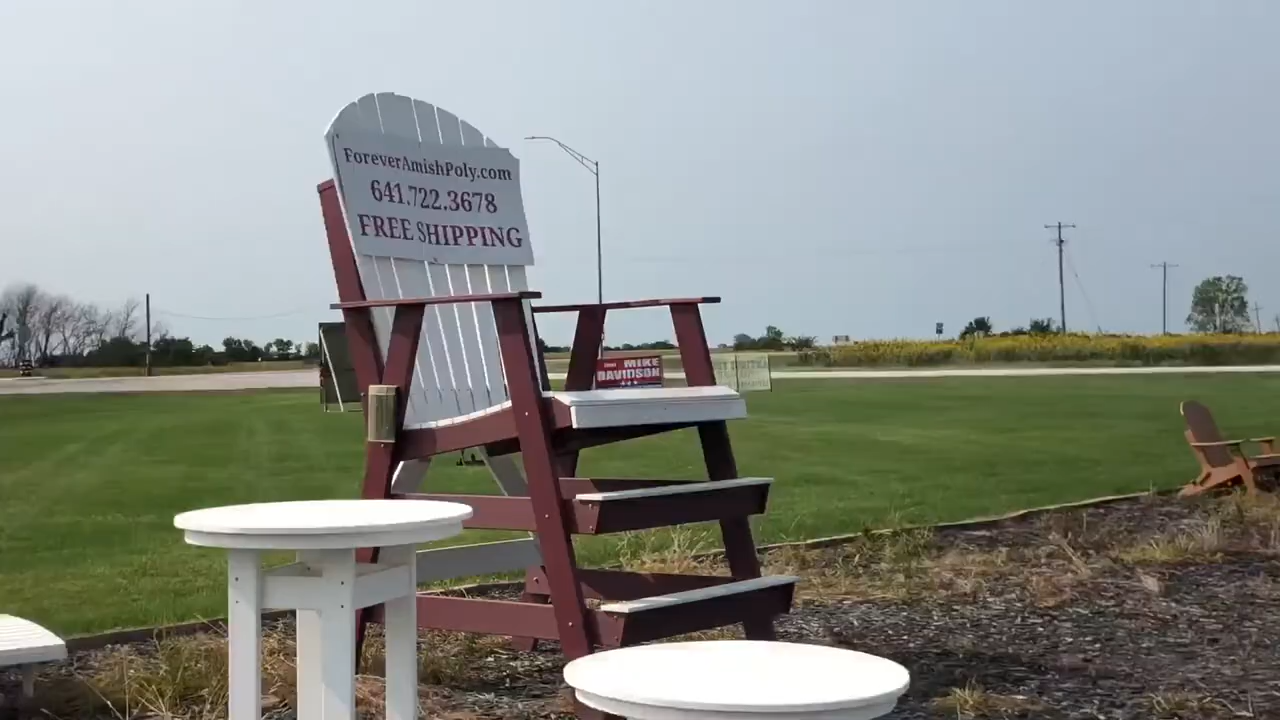 ForeverAmishPoly.com
641.722.3678
FREE SHIPPING
MIKE
DAVIDSON